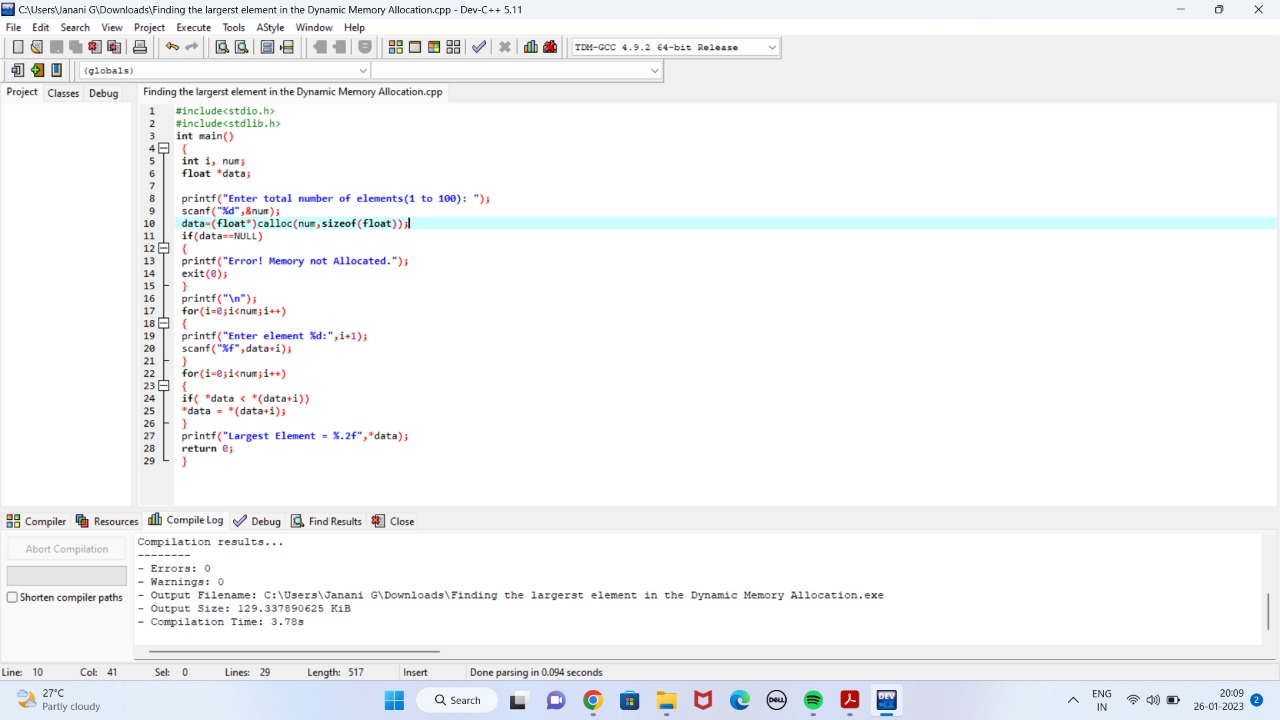 C:\Users\Janani G\Downloads\Finding the largerst element in the Dynamic Memory Allocation.cpp - Dev-C++ 5.11
File Edit Search View Project Execute Tools AStyle Window Help
TDM-GCC 4.9.2 64-bit Release
(globals)
Project Classes Debug
Finding the largerst element in the Dynamic Memory Allocation.cpp
1 #include<stdio.h>
2 #include<stdlib.h>
3 int main()
4 {
5 int i, num;
6 float *data;
7
8 printf("Enter total number of elements(1 to 100): ");
9 scanf("%d",&num);
10 data=(float*)calloc(num,sizeof(float));
11 if(data==NULL)
12 {
13 printf("Error! Memory not Allocated.");
14 exit(0);
15 }
16 printf("\n");
17 for(i=0;i<num;i++)
18 {
19 printf("Enter element %d:",i+1);
20 scanf("%f",data+i);
21 }
22 for(i=0;i<num;i++)
23 {
24 if( *data < *(data+i))
25 *data = *(data+i);
26 }
27 printf("Largest Element = %.2f",*data);
28 return 0;
29 }
Compiler Resources Compile Log Debug Find Results Close
Abort Compilation
Shorten compiler paths
Compilation results...
--------
- Errors: 0
- Warnings: 0
- Output Filename: C:\Users\Janani G\Downloads\Finding the largerst element in the Dynamic Memory Allocation.exe
- Output Size: 129.337890625 KiB
- Compilation Time: 3.78s
Line: 10 Col: 41 Sel: 0 Lines: 29 Length: 517 Insert Done parsing in 0.094 seconds
27°C
Partly cloudy
Search
DELL
DEV
ENG
IN
20:09
26-01-2023
2